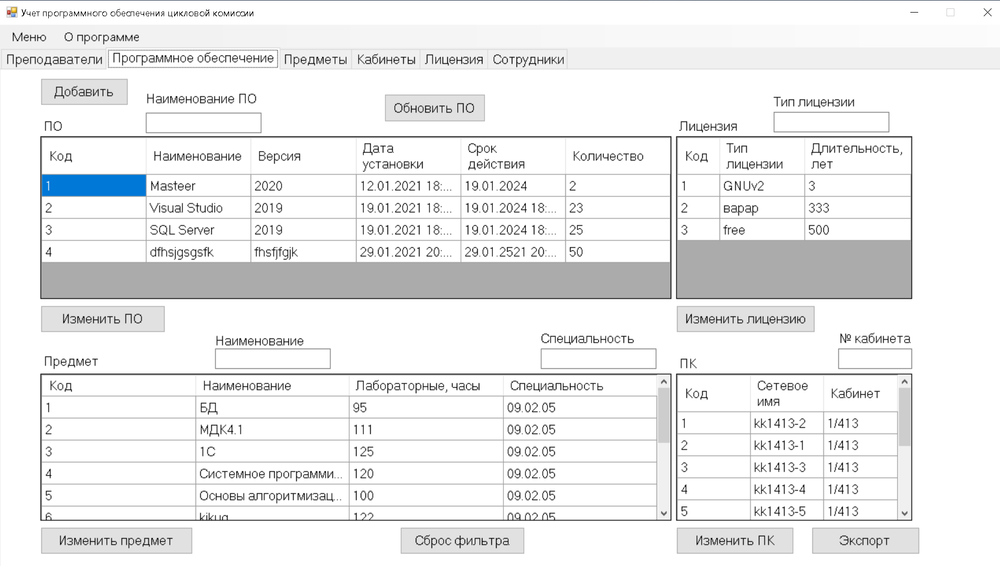 Учет программного обеспечения цикловой комиссии
Меню О программе
Преподаватели Программное обеспечение Предметы Кабинеты Лицензия Сотрудники
Добавить
Наименование ПО
Обновить ПО
Тип лицензии
ПО
Лицензия
Код Наименование Версия Дата установки Срок действия Количество
1 Masteer 2020 12.01.2021 18:... 19.01.2024 2
2 Visual Studio 2019 19.01.2021 18:... 19.01.2024 18:... 23
3 SQL Server 2019 19.01.2021 18:... 19.01.2024 18:... 25
4 dfhsjgsgsfk fhsfjfgjk 29.01.2021 20:... 29.01.2521 20:... 50
Код Тип лицензии Длительность, лет
1 GNUv2 3
2 вапап 333
3 free 500
Изменить ПО
Изменить лицензию
Наименование
Специальность
№ кабинета
Предмет
ПК
Код Наименование Лабораторные, часы Специальность
1 БД 95 09.02.05
2 МДК4.1 111 09.02.05
3 1С 125 09.02.05
4 Системное программи... 120 09.02.05
5 Основы алгоритмизац... 100 09.02.05
6 kikug 122 09.02.05
Код Сетевое имя Кабинет
1 kk1413-2 1/413
2 kk1413-1 1/413
3 kk1413-3 1/413
4 kk1413-4 1/413
5 kk1413-5 1/413
Изменить предмет
Сброс фильтра
Изменить ПК
Экспорт